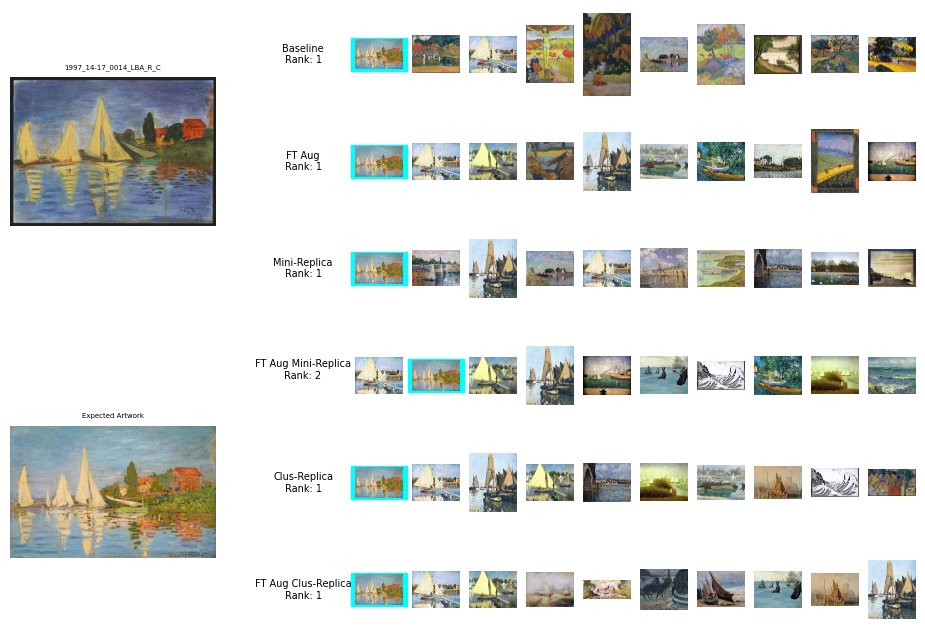 1997_14-17_0014_LBA_R_C
Baseline
Rank: 1
FT Aug
Rank: 1
Mini-Replica
Rank: 1
FT Aug Mini-Replica
Rank: 2
Expected Artwork
Clus-Replica
Rank: 1
FT Aug Clus-Replica
Rank: 1